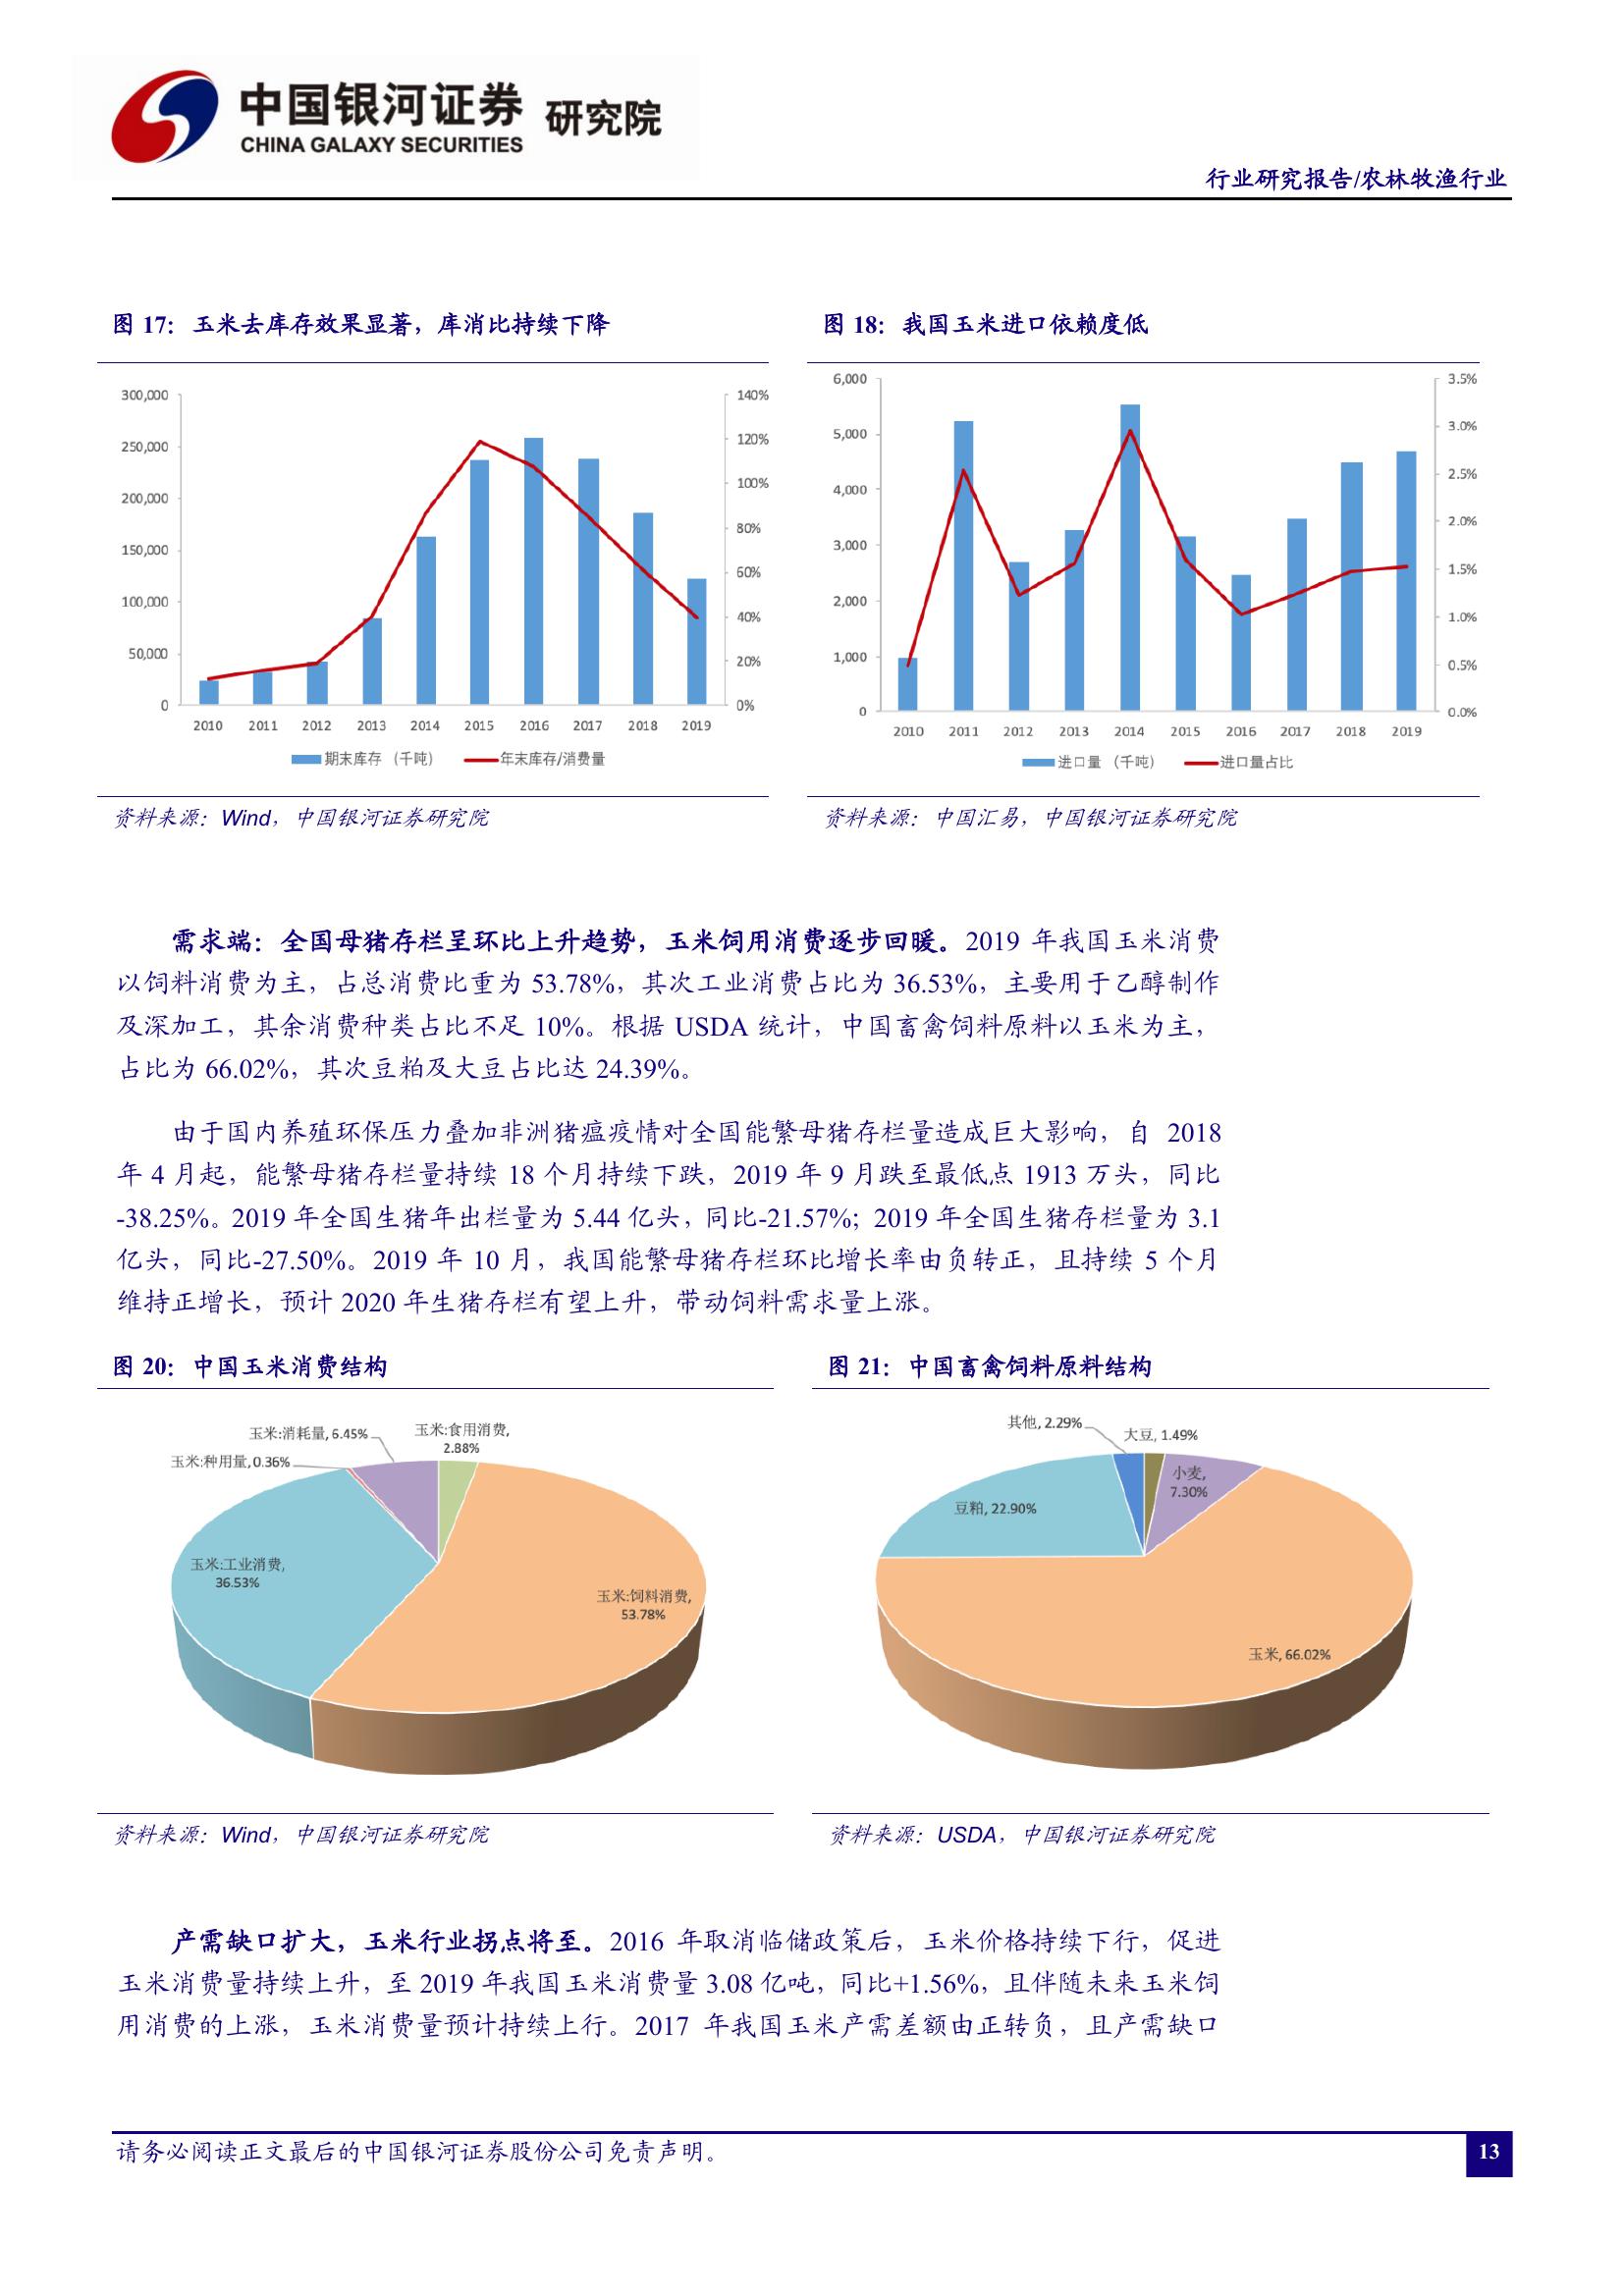 中国银河证券 研究院
CHINA GALAXY SECURITIES
行业研究报告/农林牧渔行业
图 17：玉米去库存效果显著，库消比持续下降
300,000
250,000
200,000
150,000
100,000
50,000
0
140%
120%
100%
80%
60%
40%
20%
0%
2010 2011 2012 2013 2014 2015 2016 2017 2018 2019
期末库存（千吨） 年末库存/消费量
资料来源：Wind，中国银河证券研究院
图 18：我国玉米进口依赖度低
6,000
5,000
4,000
3,000
2,000
1,000
0
3.5%
3.0%
2.5%
2.0%
1.5%
1.0%
0.5%
0.0%
2010 2011 2012 2013 2014 2015 2016 2017 2018 2019
进口量（千吨） 进口量占比
资料来源：中国汇易，中国银河证券研究院
需求端：全国母猪存栏呈环比上升趋势，玉米饲用消费逐步回暖。2019 年我国玉米消费
以饲料消费为主，占总消费比重为 53.78%，其次工业消费占比为 36.53%，主要用于乙醇制作
及深加工，其余消费种类占比不足 10%。根据 USDA 统计，中国畜禽饲料原料以玉米为主，
占比为 66.02%，其次豆粕及大豆占比达 24.39%。
由于国内养殖环保压力叠加非洲猪瘟疫情对全国能繁母猪存栏量造成巨大影响，自 2018
年 4 月起，能繁母猪存栏量持续 18 个月持续下跌，2019 年 9 月跌至最低点 1913 万头，同比
-38.25%。2019 年全国生猪年出栏量为 5.44 亿头，同比-21.57%；2019 年全国生猪存栏量为 3.1
亿头，同比-27.50%。2019 年 10 月，我国能繁母猪存栏环比增长率由负转正，且持续 5 个月
维持正增长，预计 2020 年生猪存栏有望上升，带动饲料需求量上涨。
图 20：中国玉米消费结构
玉米:消耗量, 6.45%
玉米:食用消费,
2.88%
玉米:种用量, 0.36%
玉米:工业消费,
36.53%
玉米:饲料消费,
53.78%
资料来源：Wind，中国银河证券研究院
图 21：中国畜禽饲料原料结构
其他, 2.29%
大豆, 1.49%
小麦,
7.30%
豆粕, 22.90%
玉米, 66.02%
资料来源：USDA，中国银河证券研究院
产需缺口扩大，玉米行业拐点将至。2016 年取消临储政策后，玉米价格持续下行，促进
玉米消费量持续上升，至 2019 年我国玉米消费量 3.08 亿吨，同比+1.56%，且伴随未来玉米饲
用消费的上涨，玉米消费量预计持续上行。2017 年我国玉米产需差额由正转负，且产需缺口
请务必阅读正文最后的中国银河证券股份公司免责声明。
13